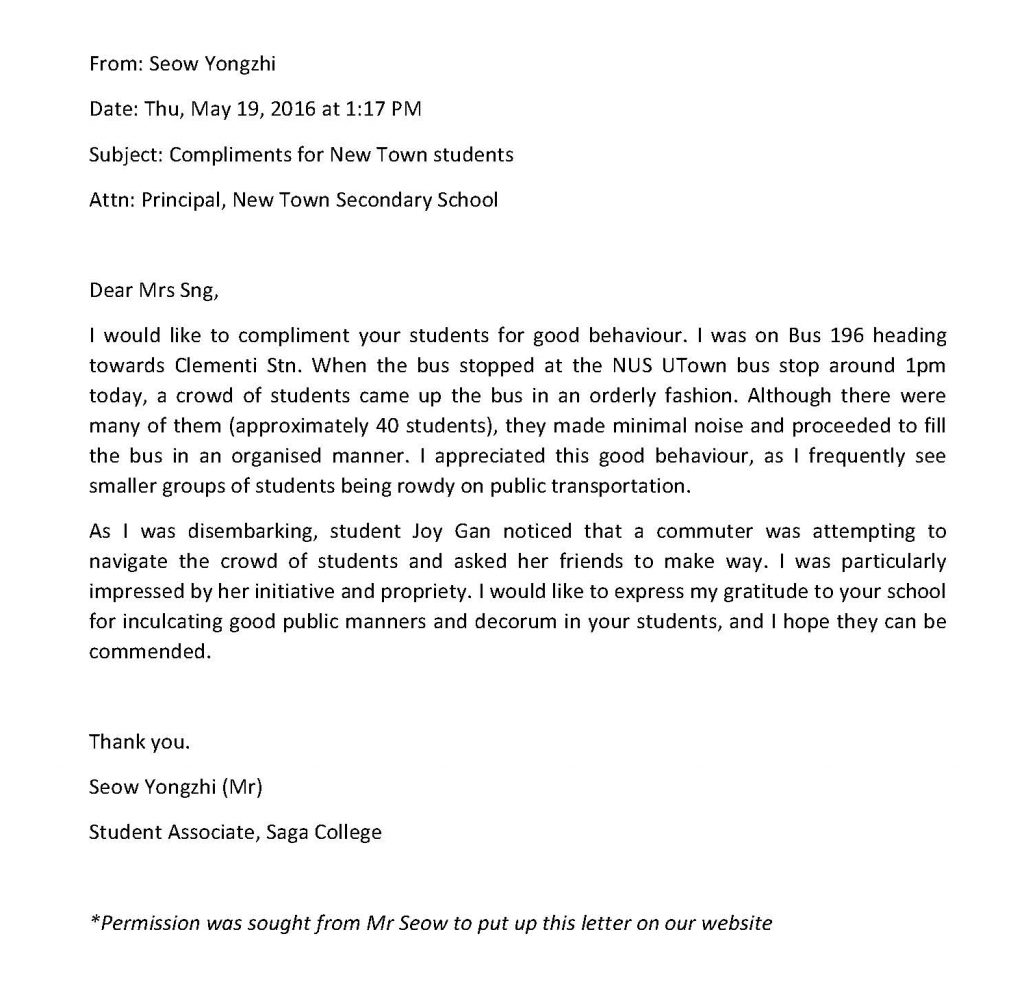 From: Seow Yongzhi
Date: Thu, May 19, 2016 at 1:17 PM
Subject: Compliments for New Town students
Attn: Principal, New Town Secondary School
Dear Mrs Sng,
I would like to compliment your students for good behaviour. I was on Bus 196 heading
towards Clementi Stn. When the bus stopped at the NUS UTown bus stop around 1pm
today, a crowd of students came up the bus in an orderly fashion. Although there were
many of them (approximately 40 students), they made minimal noise and proceeded to fill
the bus in an organised manner. I appreciated this good behaviour, as I frequently see
smaller groups of students being rowdy on public transportation.
As I was disembarking, student Joy Gan noticed that a commuter was attempting to
navigate the crowd of students and asked her friends to make way. I was particularly
impressed by her initiative and propriety. I would like to express my gratitude to your school
for inculcating good public manners and decorum in your students, and I hope they can be
commended.
Thank you.
Seow Yongzhi (Mr)
Student Associate, Saga College
*Permission was sought from Mr Seow to put up this letter on our website